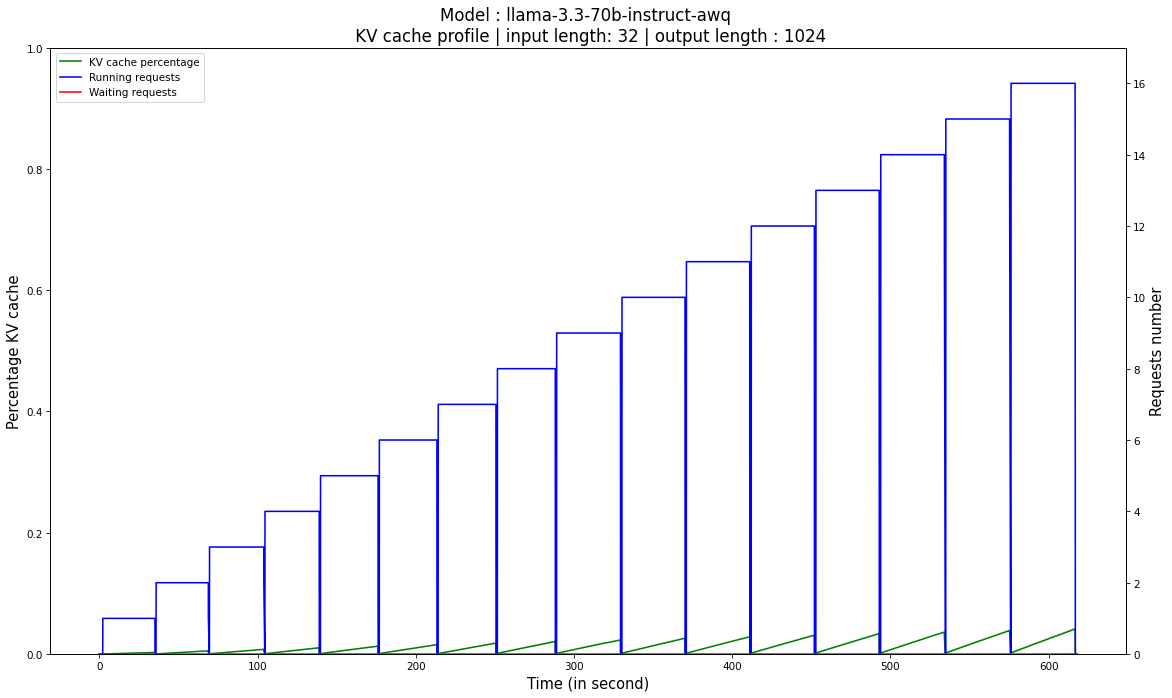 Model : llama-3.3-70b-instruct-awq
KV cache profile | input length: 32 | output length : 1024
KV cache percentage
Running requests
Waiting requests
Percentage KV cache
1.0
0.8
0.6
0.4
0.2
0.0
0 100 200 300 400 500 600
Time (in second)
16
14
12
10
8
6
4
2
0
Requests number